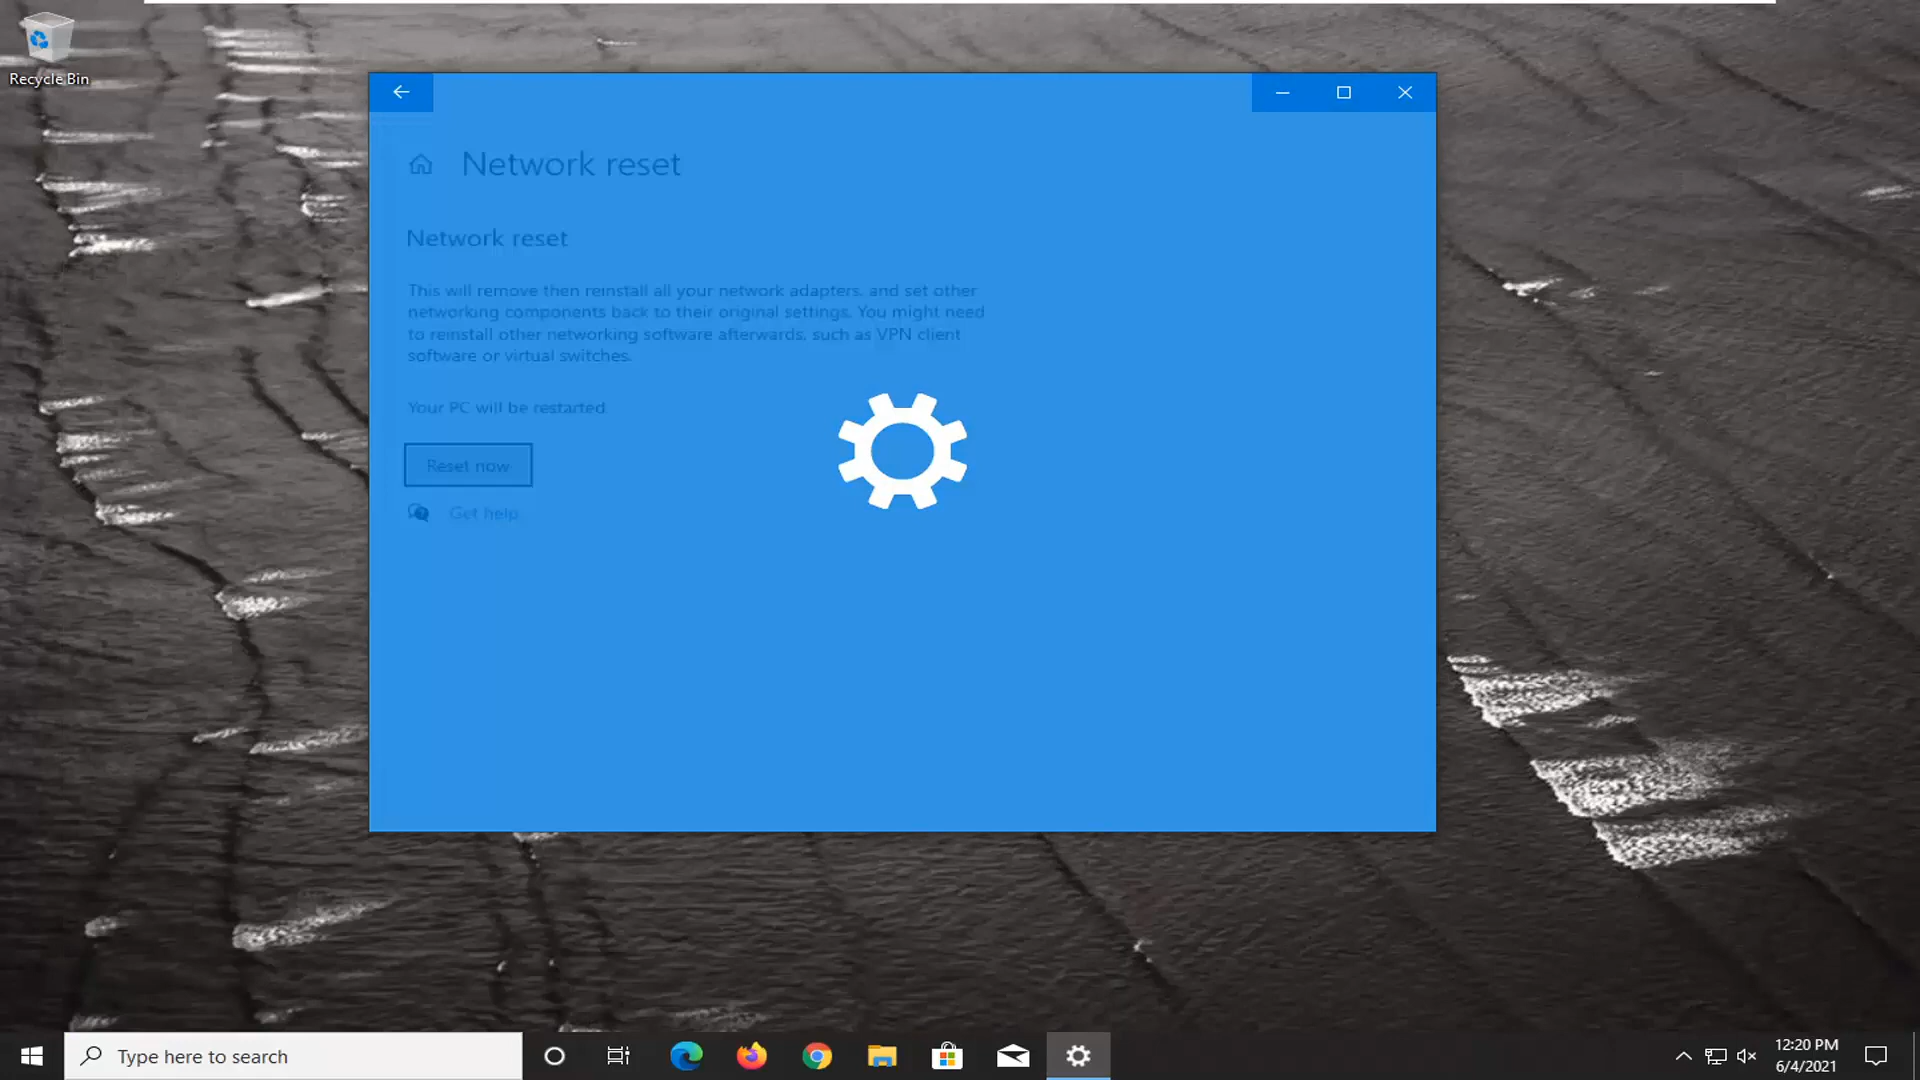 Recycle Bin
Network reset
Network reset
This will remove then reinstall all your network adapters, and set other
networking components back to their original settings. You might need
to reinstall other networking software afterwards, such as VPN client
software or virtual switches.
Your PC will be restarted.
Reset now
Get help
Type here to search
12:20 PM
6/4/2021